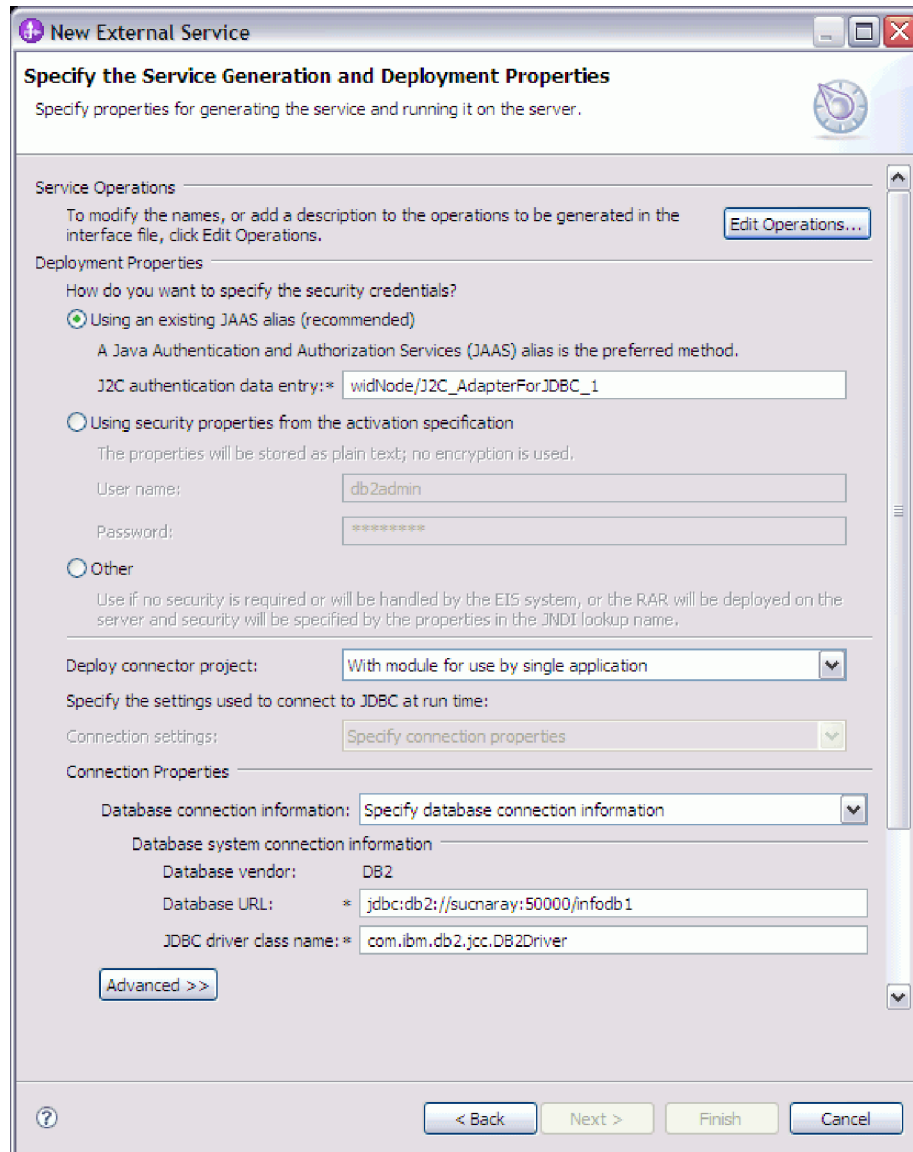 New External Service
Specify the Service Generation and Deployment Properties
Specify properties for generating the service and running it on the server.
Service Operations
To modify the names, or add a description to the operations to be generated in the
interface file, click Edit Operations.
Edit Operations...
Deployment Properties
How do you want to specify the security credentials?
Using an existing JAAS alias (recommended)
A Java Authentication and Authorization Services (JAAS) alias is the preferred method.
J2C authentication data entry:* widNode/J2C_AdapterForJDBC_1
Using security properties from the activation specification
The properties will be stored as plain text; no encryption is used.
User name: db2admin
Password: ********
Other
Use if no security is required or will be handled by the EIS system, or the RAR will be deployed on the
server and security will be specified by the properties in the JNDI lookup name.
Deploy connector project: With module for use by single application
Specify the settings used to connect to JDBC at run time:
Connection settings: Specify connection properties
Connection Properties
Database connection information: Specify database connection information
Database system connection information
Database vendor: DB2
Database URL: * jdbc:db2://sucnaray:50000/infodb1
JDBC driver class name: * com.ibm.db2.jcc.DB2Driver
Advanced >>
? < Back Next > Finish Cancel